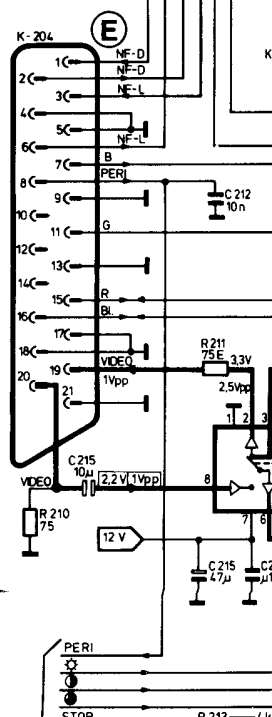 E
K-204
K
1
NF-D
2
NF-D
3
NF-L
4
5
6
NF-L
7
B
8
PERI
9
C 212
10n
10
11
G
12
13
14
15
R
16
Bl.
17
18
R 211
75E
3,3V
19
VIDEO
1Vpp
20
2,5Vpp
21
1 2 3
C 215
10µ
VIDEO
2,2 V
1Vpp
8
R 210
75
7 6
12 V
C 215
47µ
C2
µ1
PERI
STOP
R 213